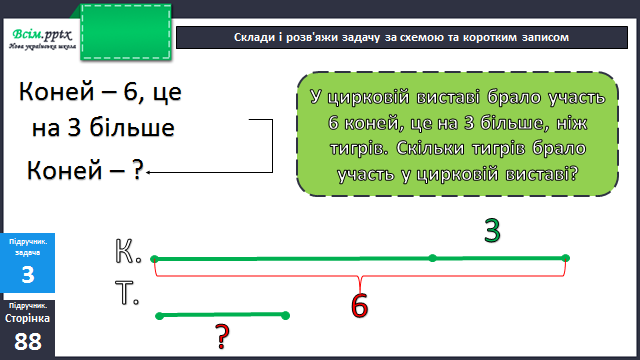 Всім.pptx
Нова українська школа
Склади і розв'яжи задачу за схемою та коротким записом
Коней – 6, це
на 3 більше
Коней – ?
У цирковій виставі брало участь
6 коней, це на 3 більше, ніж
тигрів. Скільки тигрів брало
участь у цирковій виставі?
3
К.
6
Т.
?
Підручник.
задача
3
Підручник.
Сторінка
88